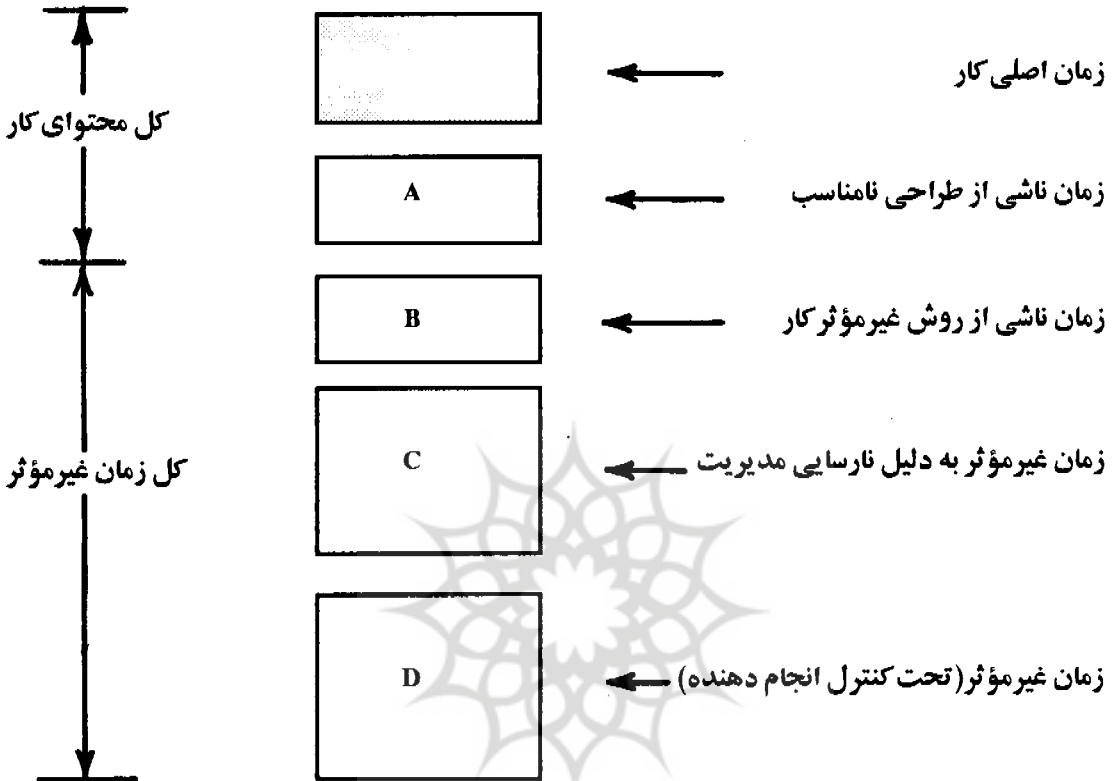 زمان اصلی کار
کل محتوای کار
زمان ناشی از طراحی نامناسب
A
زمان ناشی از روش غیرمؤثر کار
B
زمان غیرمؤثر به دلیل نارسایی مدیریت
C
کل زمان غیرمؤثر
زمان غیرمؤثر (تحت کنترل انجام دهنده)
D